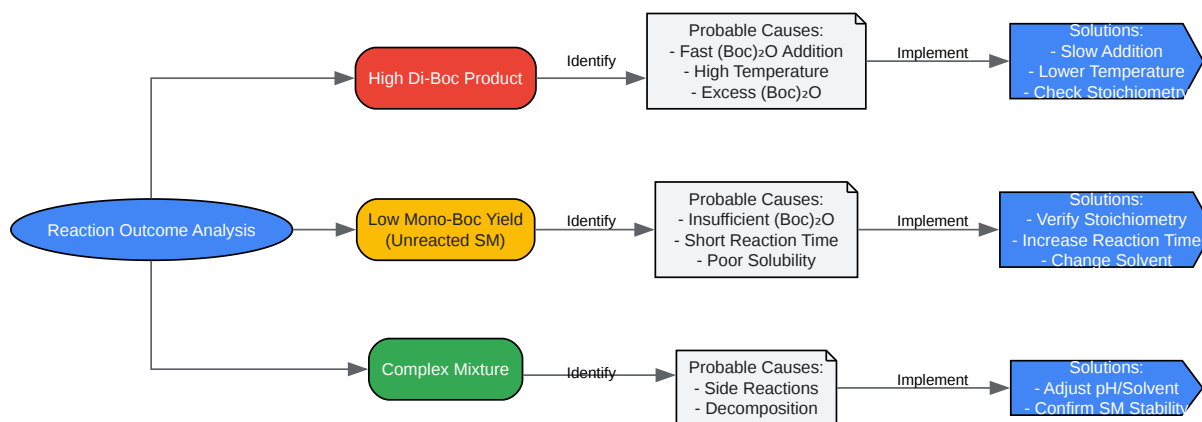 High Di-Boc Product
Identify
Probable Causes:
- Fast (Boc)₂O Addition
- High Temperature
- Excess (Boc)₂O
Implement
Solutions:
- Slow Addition
- Lower Temperature
- Check Stoichiometry
Reaction Outcome Analysis
Low Mono-Boc Yield
(Unreacted SM)
Identify
Probable Causes:
- Insufficient (Boc)₂O
- Short Reaction Time
- Poor Solubility
Implement
Solutions:
- Verify Stoichiometry
- Increase Reaction Time
- Change Solvent
Complex Mixture
Identify
Probable Causes:
- Side Reactions
- Decomposition
Implement
Solutions:
- Adjust pH/Solvent
- Confirm SM Stability